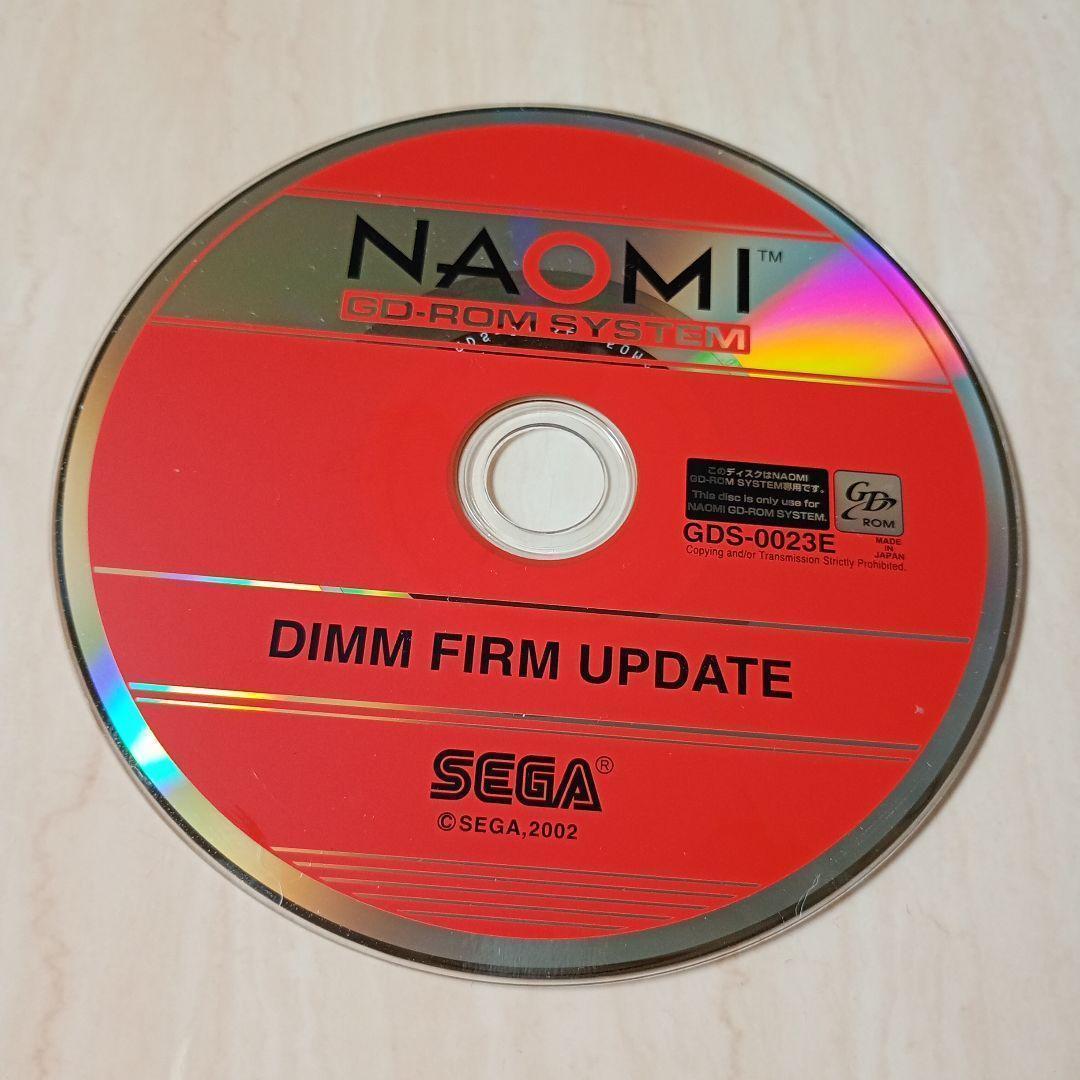 NAOMI™
GD-ROM SYSTEM
このディスクはNAOMI
GD-ROM SYSTEM専用です。
This disc is only use for
NAOMI GD-ROM SYSTEM.
GD
ROM
GDS-0023E
MADE
IN
JAPAN
Copying and/or Transmission Strictly Prohibited.
DIMM FIRM UPDATE
SEGA®
©SEGA,2002